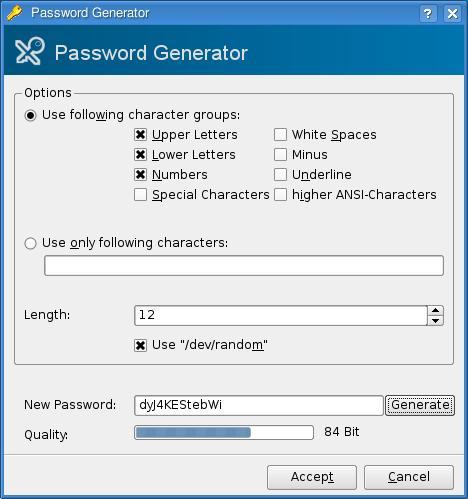 Password Generator
Password Generator
Options
Use following character groups:
Upper Letters White Spaces
Lower Letters Minus
Numbers Underline
Special Characters higher ANSI-Characters
Use only following characters:
Length: 12
Use "/dev/random"
New Password: dyJ4KEStebWi Generate
Quality: 84 Bit
Accept Cancel